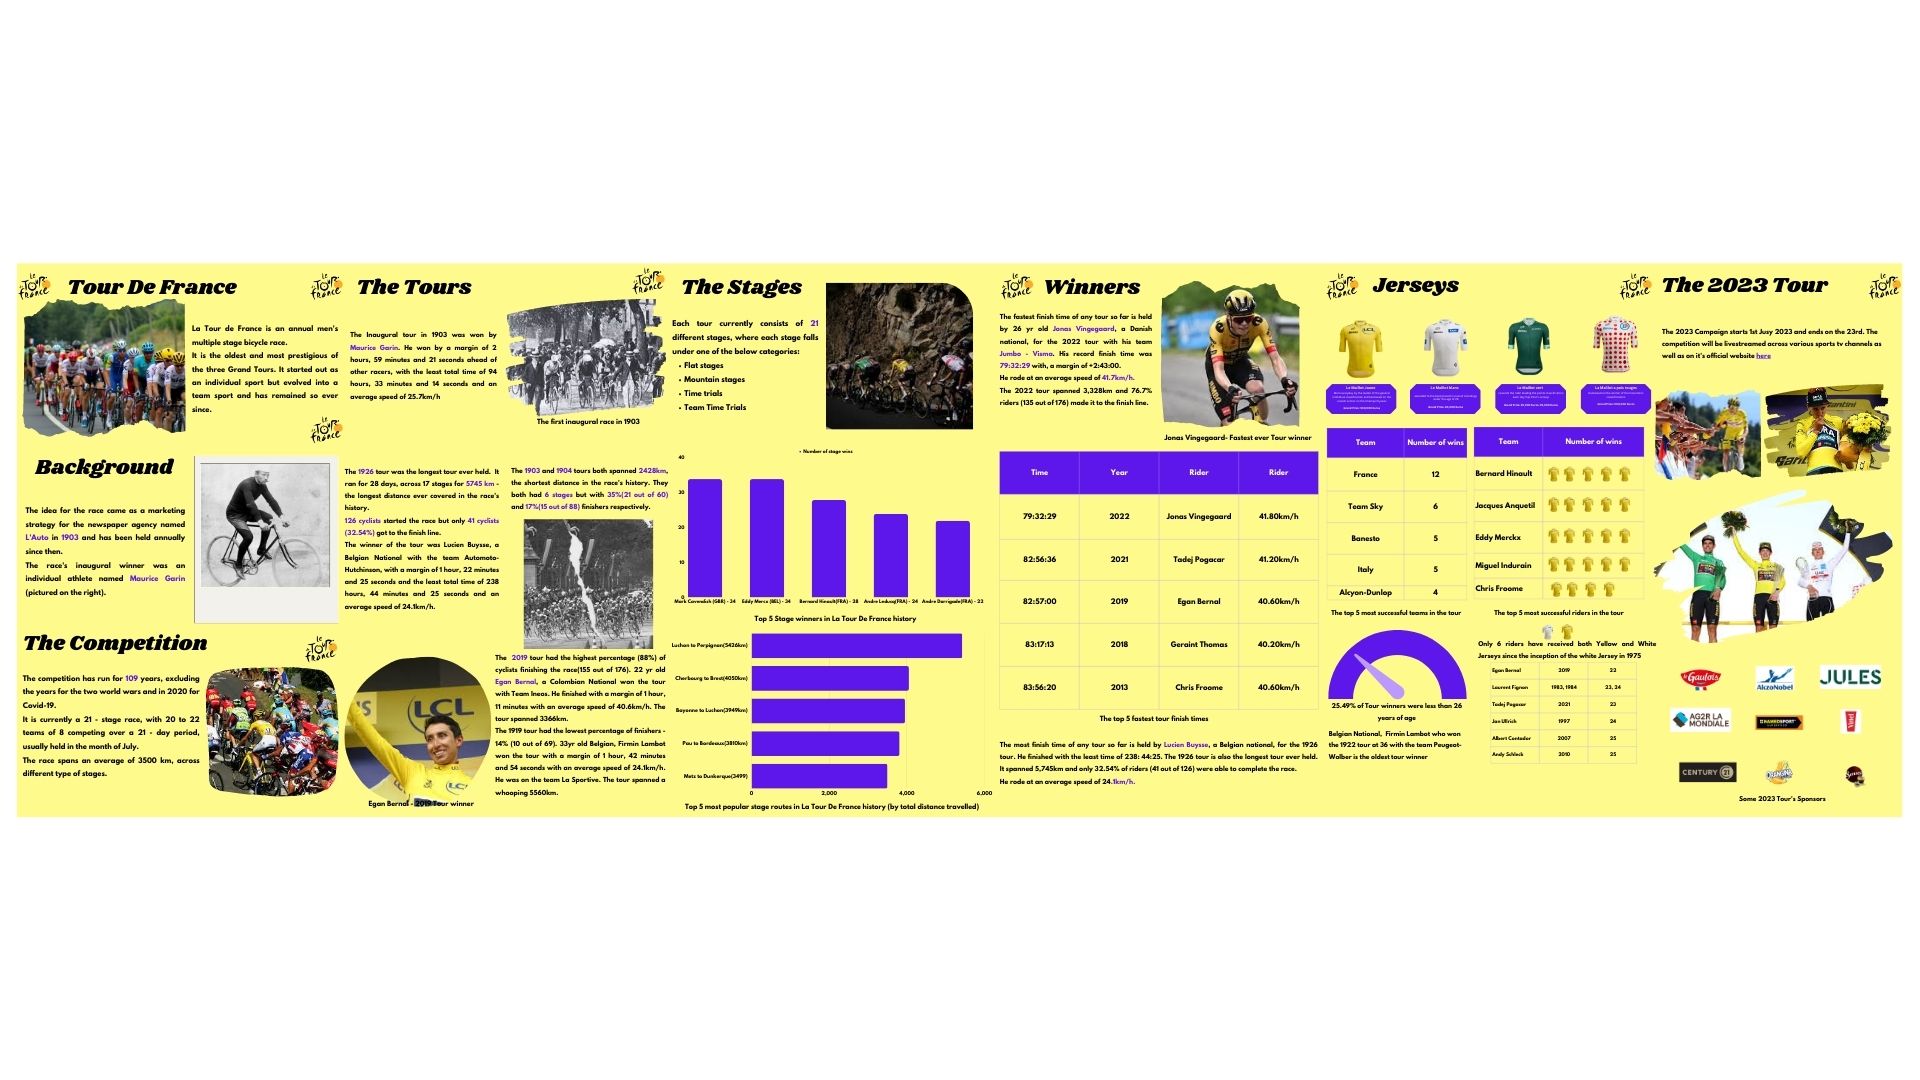 Le Tour de France
Tour De France
La Tour de France is an annual men's
multiple stage bicycle race.
It is the oldest and most prestigious of
the three Grand Tours. It started out as
an individual sport but evolved into a
team sport and has remained so ever
since.
Background
The idea for the race came as a marketing
strategy for the newspaper agency named
L'Auto in 1903 and has been held annually
since then.
The race's inaugural winner was an
individual athlete named Maurice Garin
(pictured on the right).
The Competition
The competition has run for 109 years, excluding
the years for the two world wars and in 2020 for
Covid-19.
It is currently a 21 - stage race, with 20 to 22
teams of 8 competing over a 21 - day period,
usually held in the month of July.
The race spans an average of 3500 km, across
different type of stages.
The Tours
The Inaugural tour in 1903 was won by
Maurice Garin. He won by a margin of 2
hours, 59 minutes and 21 seconds ahead of
other racers, with the least total time of 94
hours, 33 minutes and 14 seconds and an
average speed of 25.7km/h
The first inaugural race in 1903
The 1926 tour was the longest tour ever held. It
ran for 28 days, across 17 stages for 5745 km -
the longest distance ever covered in the race's
history.
126 cyclists started the race but only 41 cyclists
(32.54%) got to the finish line.
The winner of the tour was Lucien Buysse, a
Belgian National with the team Automoto-
Hutchinson, with a margin of 1 hour, 22 minutes
and 25 seconds and the least total time of 238
hours, 44 minutes and 25 seconds and an
average speed of 24.1km/h.
The 1903 and 1904 tours both spanned 2428km,
the shortest distance in the race's history. They
both had 6 stages but with 35%(21 out of 60)
and 17%(15 out of 88) finishers respectively.
LCL
Egan Bernal - 2019 Tour winner
The 2019 tour had the highest percentage (88%) of
cyclists finishing the race(155 out of 176). 22 yr old
Egan Bernal, a Colombian National won the tour
with Team Ineos. He finished with a margin of 1 hour,
11 minutes with an average speed of 40.6km/h. The
tour spanned 3366km.
The 1919 tour had the lowest percentage of finishers -
14% (10 out of 69). 33yr old Belgian, Firmin Lambot
won the tour with a margin of 1 hour, 42 minutes
and 54 seconds with an average speed of 24.1km/h.
He was on the team La Sportive. The tour spanned a
whooping 5560km.
The Stages
Each tour currently consists of 21
different stages, where each stage falls
under one of the below categories:
• Flat stages
• Mountain stages
• Time trials
• Team Time Trials
Number of stage wins
40
30
20
10
0
Mark Cavendish (GBR) - 34 Eddy Mercx (BEL) - 34 Bernard Hinault(FRA) - 28 Andre Leducq(FRA) - 24 Andre Darrigade(FRA) - 22
Top 5 Stage winners in La Tour De France history
Luchon to Perpignan(5426km)
Cherbourg to Brest(4050km)
Bayonne to Luchon(3949km)
Pau to Bordeaux(3810km)
Metz to Dunkerque(3499)
0 2,000 4,000 6,000
Top 5 most popular stage routes in La Tour De France history (by total distance travelled)
Winners
The fastest finish time of any tour so far is held
by 26 yr old Jonas Vingegaard, a Danish
national, for the 2022 tour with his team
Jumbo - Visma. His record finish time was
79:32:29 with, a margin of +2:43:00.
He rode at an average speed of 41.7km/h.
The 2022 tour spanned 3,328km and 76.7%
riders (135 out of 176) made it to the finish line.
Jonas Vingegaard- Fastest ever Tour winner
Time Year Rider Rider
79:32:29 2022 Jonas Vingegaard 41.80km/h
82:56:36 2021 Tadej Pogacar 41.20km/h
82:57:00 2019 Egan Bernal 40.60km/h
83:17:13 2018 Geraint Thomas 40.20km/h
83:56:20 2013 Chris Froome 40.60km/h
The top 5 fastest tour finish times
The most finish time of any tour so far is held by Lucien Buysse, a Belgian national, for the 1926
tour. He finished with the least time of 238: 44:25. The 1926 tour is also the longest tour ever held.
It spanned 5,745km and only 32.54% of riders (41 out of 126) were able to complete the race.
He rode at an average speed of 24.1km/h.
Jerseys
Le Maillot Jaune
Le Maillot blanc
Le Maillot vert
Le Maillot a pois rouges
Team Number of wins
France 12
Team Sky 6
Banesto 5
Italy 5
Alcyon-Dunlop 4
The top 5 most successful teams in the tour
Team Number of wins
Bernard Hinault
Jacques Anquetil
Eddy Merckx
Miguel Indurain
Chris Froome
The top 5 most successful riders in the tour
25.49% of Tour winners were less than 26
years of age
Belgian National, Firmin Lambot who won
the 1922 tour at 36 with the team Peugeot-
Wolber is the oldest tour winner
Only 6 riders have received both Yellow and White
Jerseys since the inception of the white Jersey in 1975
Egan Bernal 2019 22
Laurent Fignon 1983, 1984 23, 24
Tadej Pogacar 2021 23
Jan Ullrich 1997 24
Albert Contador 2007 25
Andy Schleck 2010 25
The 2023 Tour
The 2023 Campaign starts 1st Jusy 2023 and ends on the 23rd. The
competition will be livestreamed across various sports tv channels as
well as on it's official website here
Le Gaulois
AkzoNobel
JULES
AG2R LA
MONDIALE
NAMEDSPORT
CENTURY 21
ORANGINA
Senseo
Some 2023 Tour's Sponsors